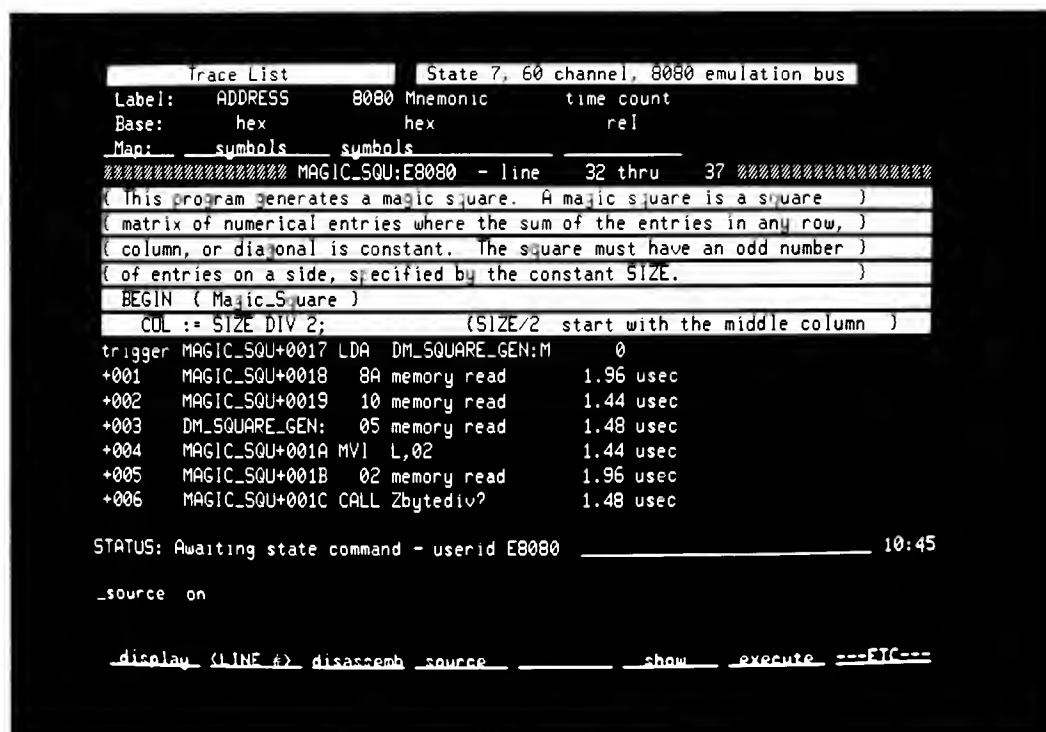 Trace List State 7, 60 channel, 8080 emulation bus
Label: ADDRESS 8080 Mnemonic time count
Base: hex hex rel
Map: symbols symbols
%%%%%%%%%%%%%%%%%%% MAGIC_SQU:E8080 - line 32 thru 37 %%%%%%%%%%%%%%%%%%%%
{ This program generates a magic square. A magic square is a square }
{ matrix of numerical entries where the sum of the entries in any row, }
{ column, or diagonal is constant. The square must have an odd number }
{ of entries on a side, specified by the constant SIZE. }
BEGIN { Magic_Square }
COL := SIZE DIV 2; {SIZE/2 start with the middle column }
trigger MAGIC_SQU+0017 LDA DM_SQUARE_GEN:M 0
+001 MAGIC_SQU+0018 8A memory read 1.96 usec
+002 MAGIC_SQU+0019 10 memory read 1.44 usec
+003 DM_SQUARE_GEN: 05 memory read 1.48 usec
+004 MAGIC_SQU+001A MVI L,02 1.44 usec
+005 MAGIC_SQU+001B 02 memory read 1.96 usec
+006 MAGIC_SQU+001C CALL Zbytediv? 1.48 usec
STATUS: Awaiting state command - userid E8080 10:45
_source on
display <LINE #> disassemb source show execute ---ETC---